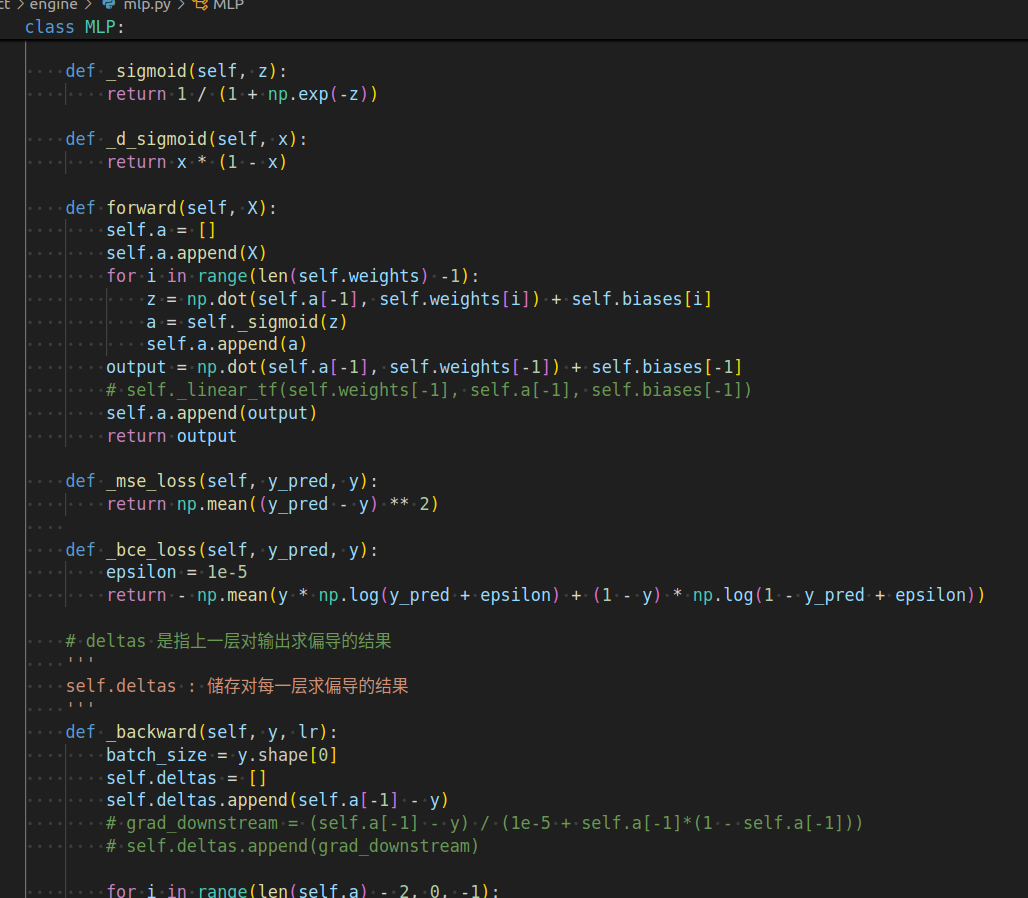 ct > engine > mlp.py > MLP
class MLP:
def _sigmoid(self, z):
return 1 / (1 + np.exp(-z))
def _d_sigmoid(self, x):
return x * (1 - x)
def forward(self, X):
self.a = []
self.a.append(X)
for i in range(len(self.weights) -1):
z = np.dot(self.a[-1], self.weights[i]) + self.biases[i]
a = self._sigmoid(z)
self.a.append(a)
output = np.dot(self.a[-1], self.weights[-1]) + self.biases[-1]
# self._linear_tf(self.weights[-1], self.a[-1], self.biases[-1])
self.a.append(output)
return output
def _mse_loss(self, y_pred, y):
return np.mean((y_pred - y) ** 2)
def _bce_loss(self, y_pred, y):
epsilon = 1e-5
return - np.mean(y * np.log(y_pred + epsilon) + (1 - y) * np.log(1 - y_pred + epsilon))
# deltas 是指上一层对输出求偏导的结果
'''
self.deltas : 储存对每一层求偏导的结果
'''
def _backward(self, y, lr):
batch_size = y.shape[0]
self.deltas = []
self.deltas.append(self.a[-1] - y)
# grad_downstream = (self.a[-1] - y) / (1e-5 + self.a[-1]*(1 - self.a[-1]))
# self.deltas.append(grad_downstream)
for i in range(len(self.a) - 2, 0, -1):